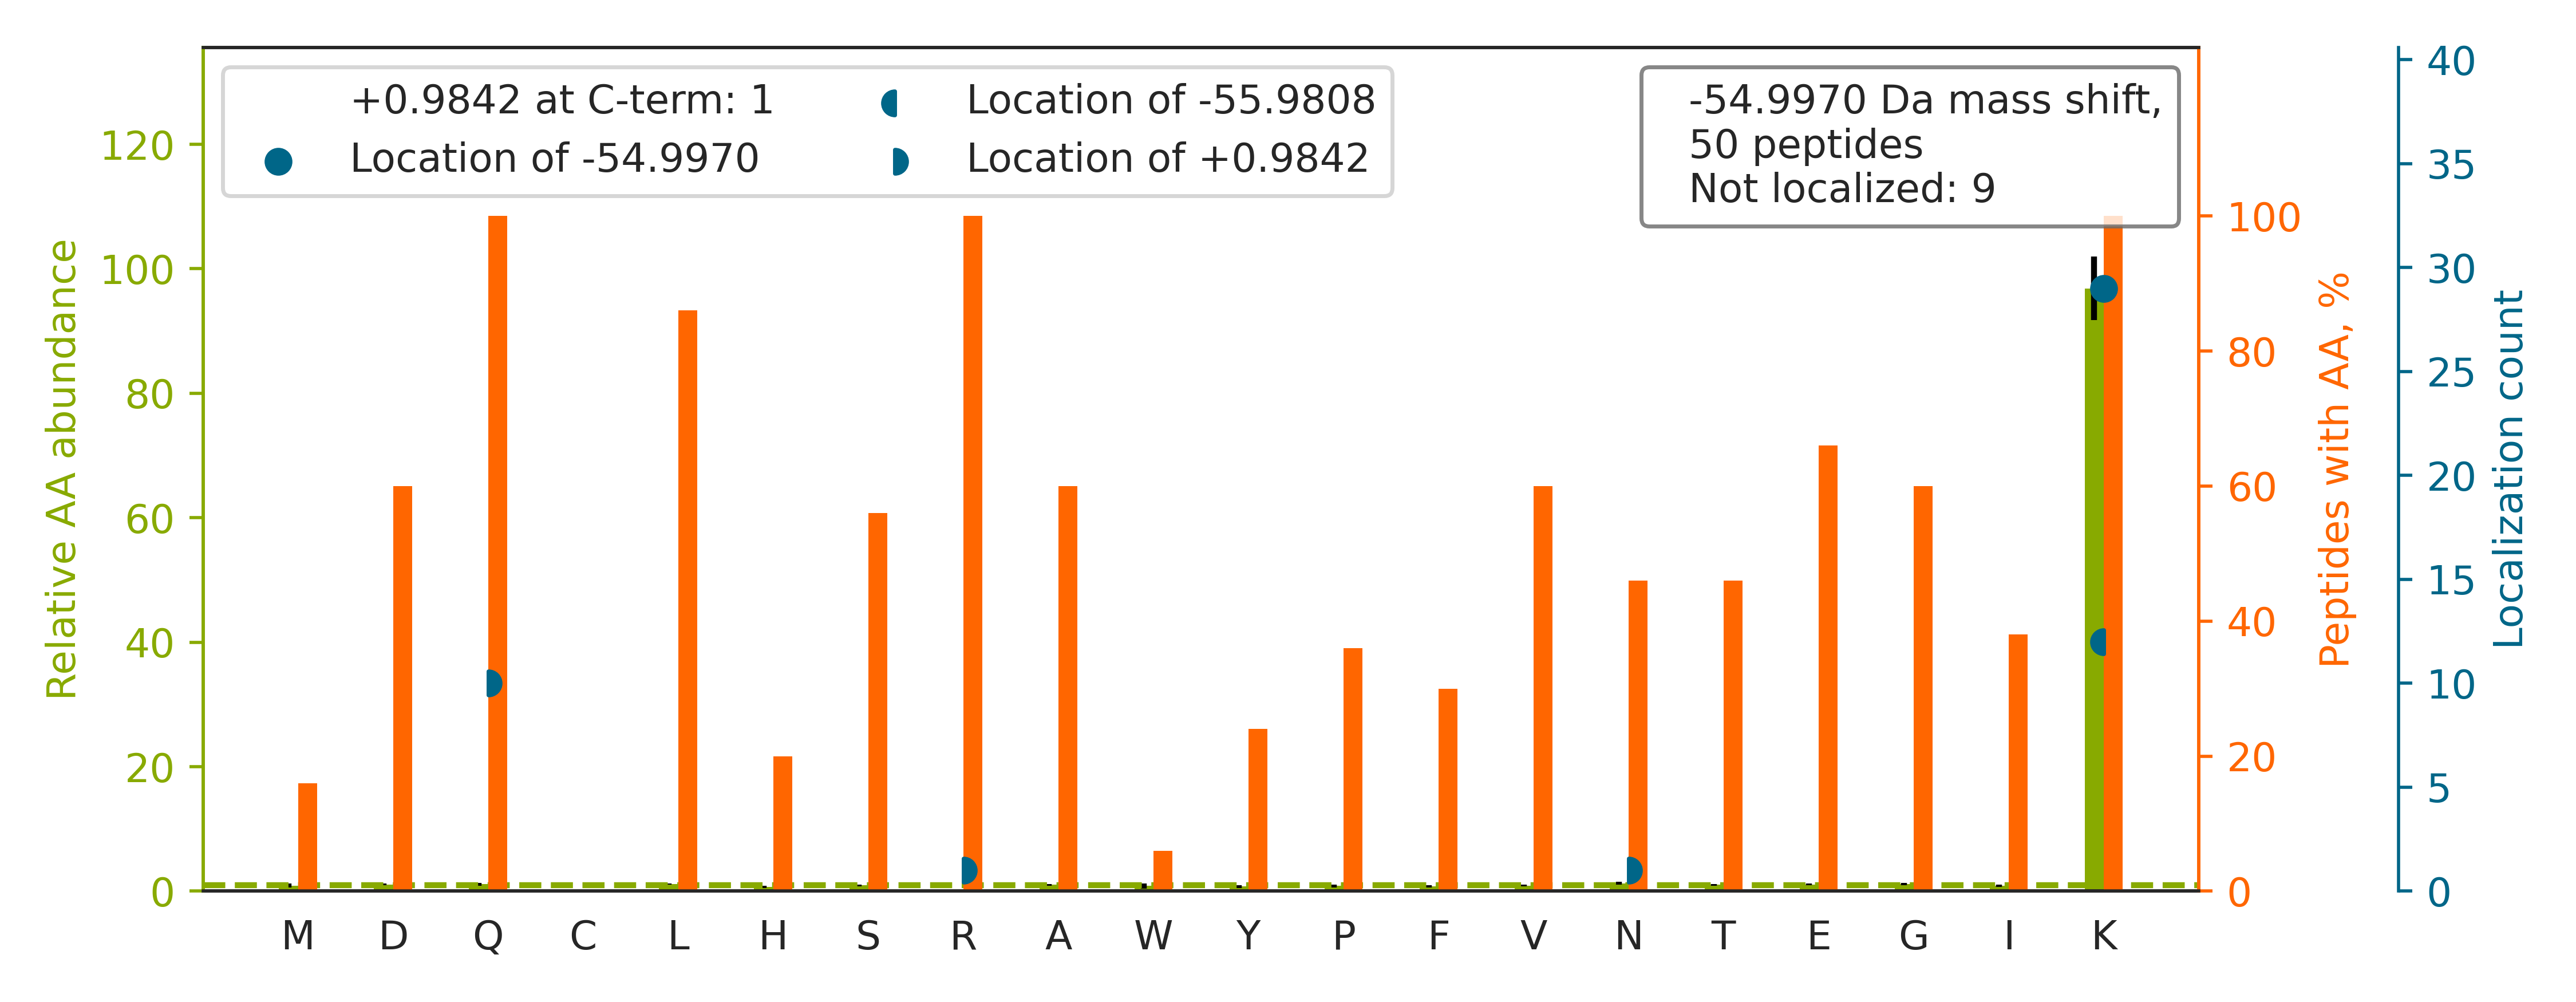 +0.9842 at C-term: 1
Location of -54.9970
Location of -55.9808
Location of +0.9842
-54.9970 Da mass shift,
50 peptides
Not localized: 9
Relative AA abundance
120
100
80
60
40
20
0
100
80
60
40
20
0
Peptides with AA, %
40
35
30
25
20
15
10
5
0
Localization count
M D Q C L H S R A W Y P F V N T E G I K